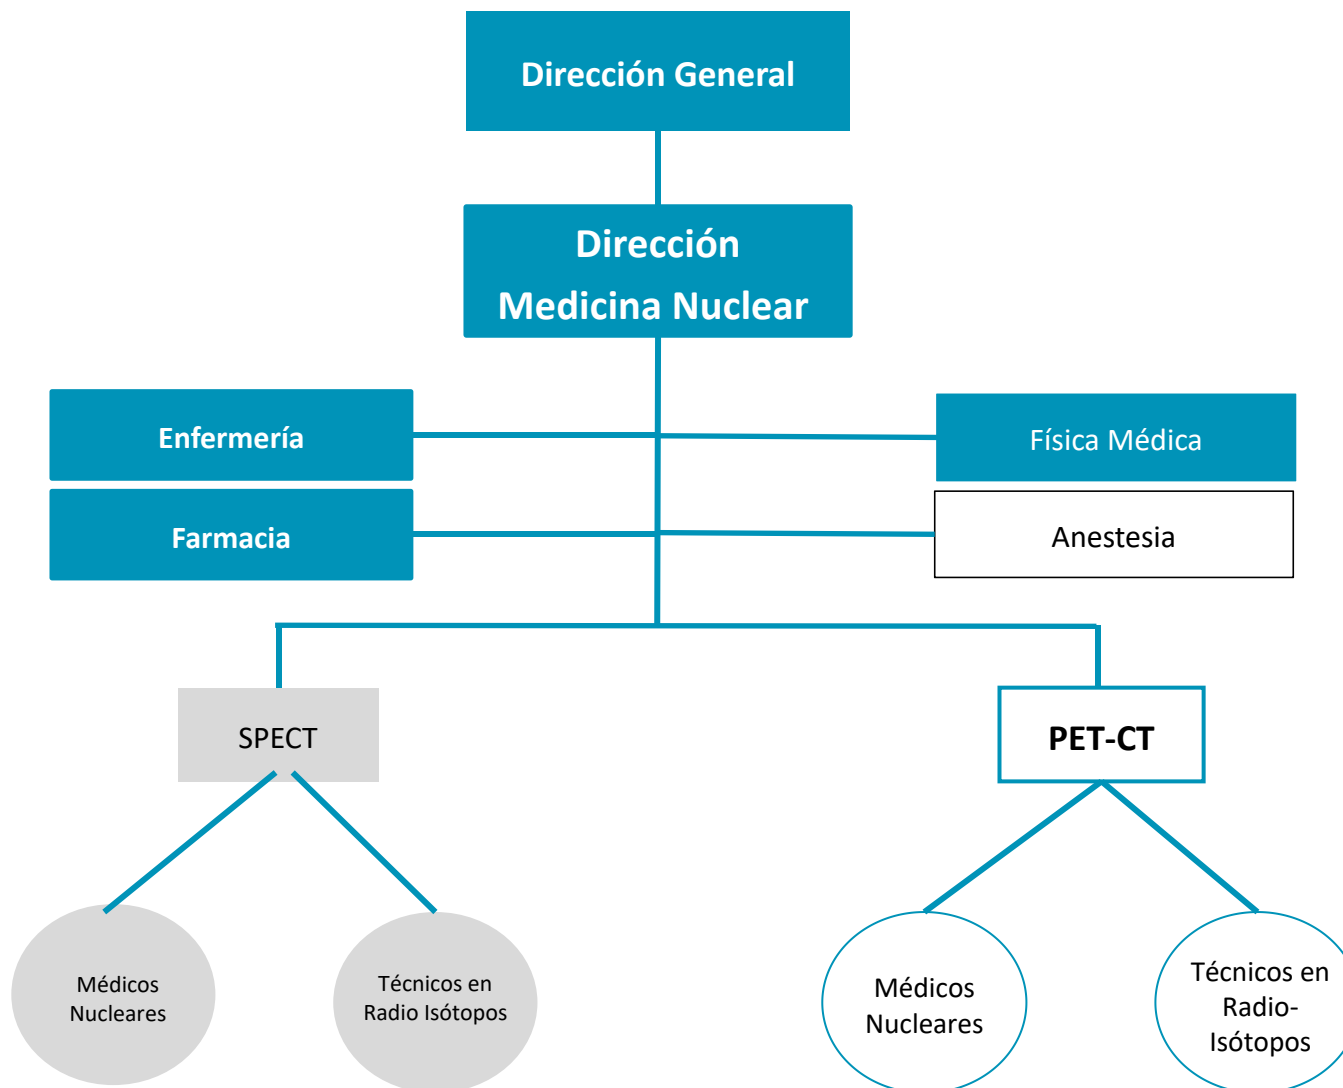 Dirección General
Dirección
Medicina Nuclear
Enfermería
Física Médica
Farmacia
Anestesia
SPECT
PET-CT
Médicos
Nucleares
Técnicos en
Radio Isótopos
Médicos
Nucleares
Técnicos en
Radio-
Isótopos